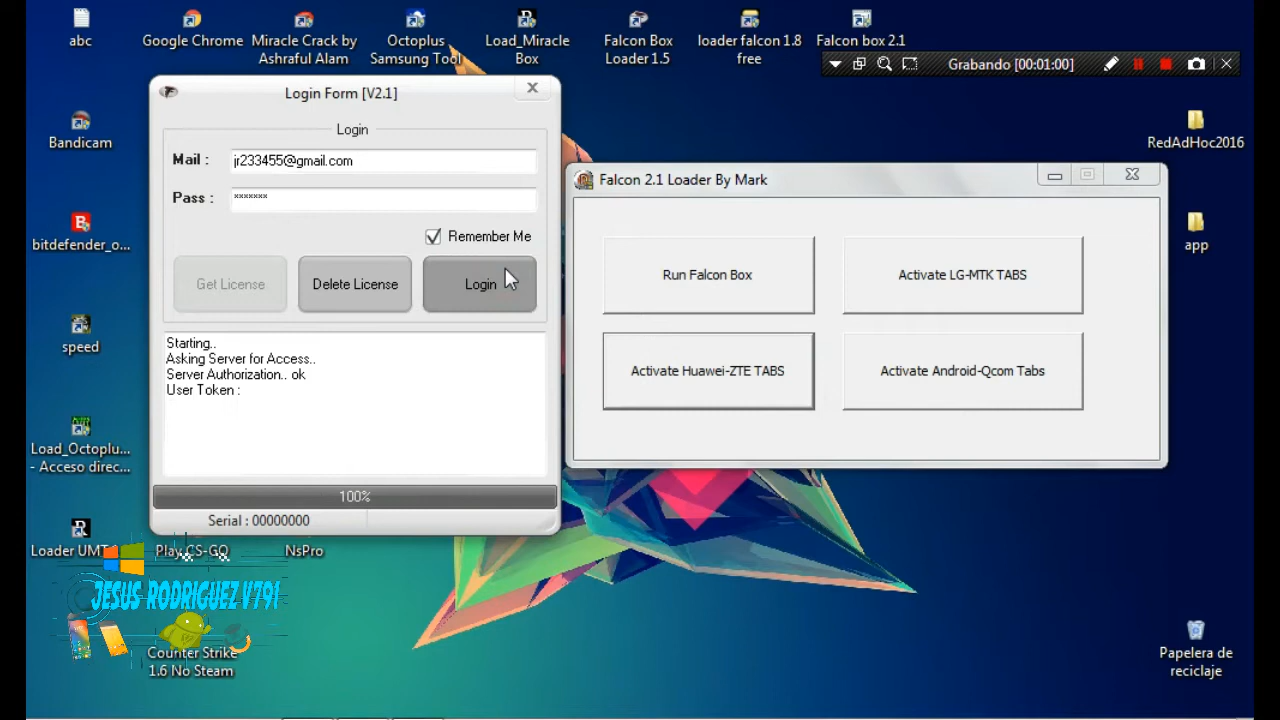 abc
Google Chrome
Miracle Crack by
Ashraful Alam
Octoplus
Samsung Tool
Load_Miracle
Box
Falcon Box
Loader 1.5
loader falcon 1.8
free
Falcon box 2.1
Grabando [00:01:00]
Bandicam
bitdefender_o...
speed
Load_Octoplu...
- Acceso direc...
Loader UMT
Play CS-GO
NsPro
JESUS RODRIGUEZ V791
Counter Strike
1.6 No Steam
Login Form [V2.1]
Login
Mail :
jr233455@gmail.com
Pass :
*******
Remember Me
Get License
Delete License
Login
Starting..
Asking Server for Access..
Server Authorization.. ok
User Token :
100%
Serial : 00000000
Falcon 2.1 Loader By Mark
Run Falcon Box
Activate LG-MTK TABS
Activate Huawei-ZTE TABS
Activate Android-Qcom Tabs
RedAdHoc2016
app
Papelera de
reciclaje